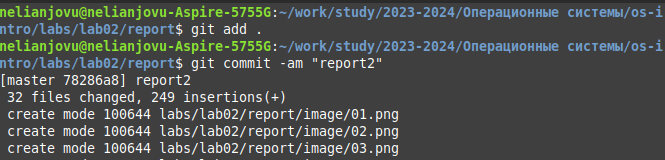 nelianjovu@nelianjovu-Aspire-5755G:~/work/study/2023-2024/Операционные системы/os-i
ntro/labs/lab02/report$ git add .
nelianjovu@nelianjovu-Aspire-5755G:~/work/study/2023-2024/Операционные системы/os-i
ntro/labs/lab02/report$ git commit -am "report2"
[master 78286a8] report2
 32 files changed, 249 insertions(+)
 create mode 100644 labs/lab02/report/image/01.png
 create mode 100644 labs/lab02/report/image/02.png
 create mode 100644 labs/lab02/report/image/03.png